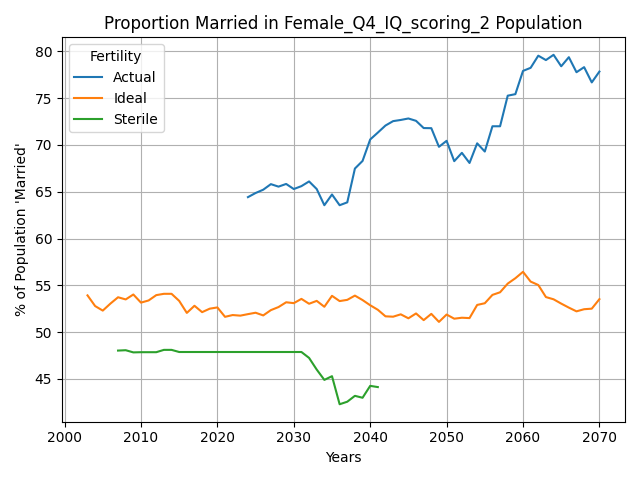 Proportion Married in Female_Q4_IQ_scoring_2 Population
Fertility
Actual
Ideal
Sterile
% of Population 'Married'
80
75
70
65
60
55
50
45
2000 2010 2020 2030 2040 2050 2060 2070
Years